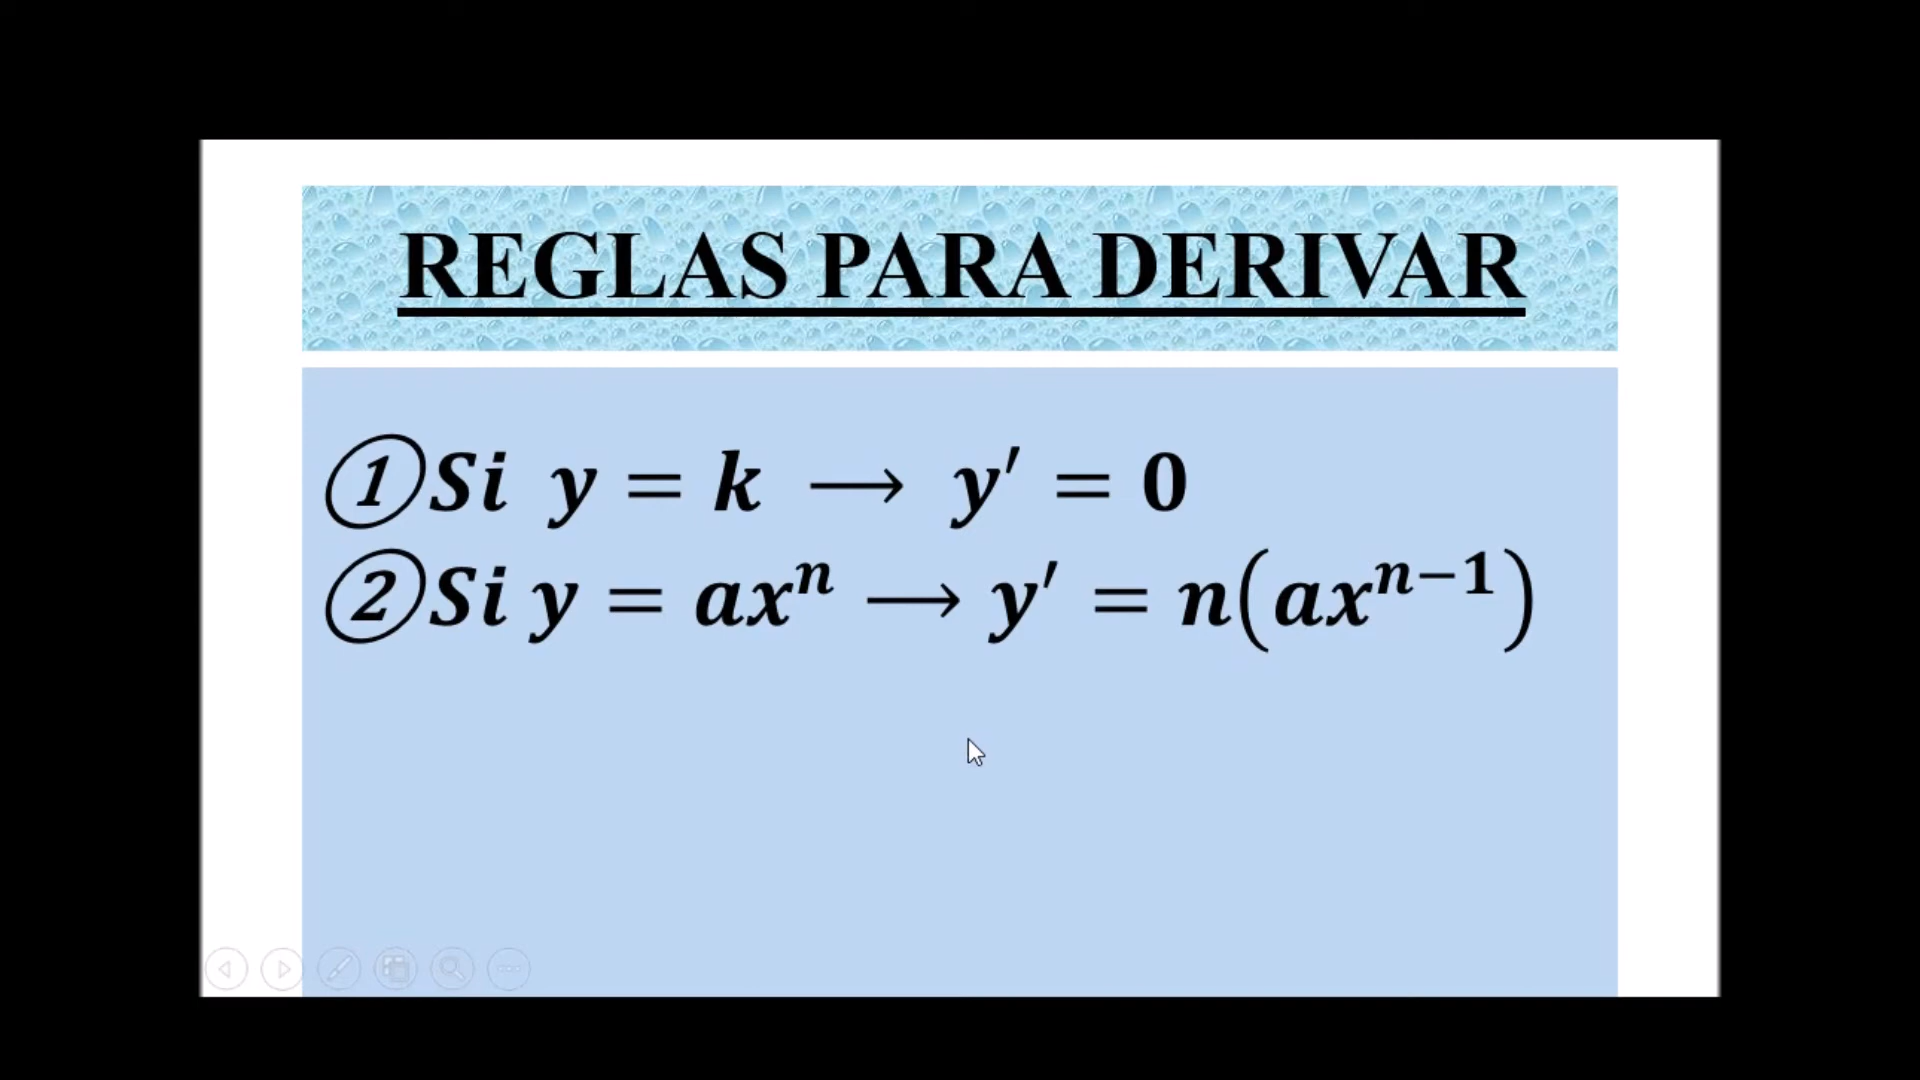 REGLAS PARA DERIVAR
①Si y = k ⟶ y′ = 0
②Si y = axⁿ ⟶ y′ = n(axⁿ⁻¹)